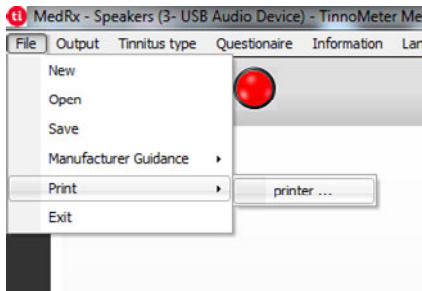 ti MedRx - Speakers (3- USB Audio Device) - TinnoMeter Me
File Output Tinnitus type Questionaire Information Lan
New
Open
Save
Manufacturer Guidance
Print printer ...
Exit